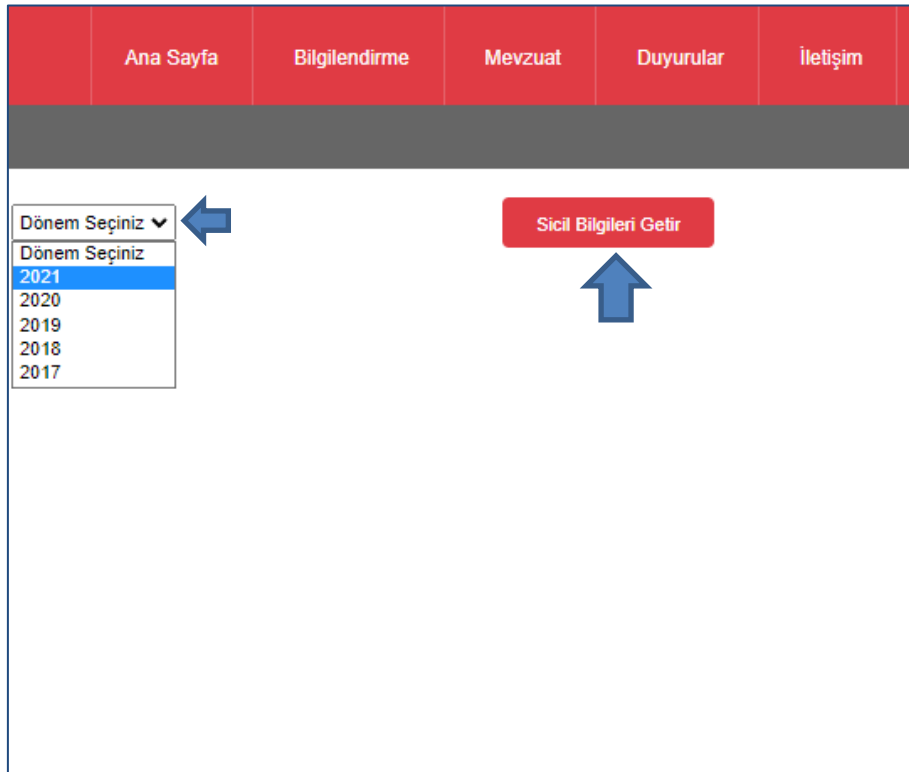 Ana Sayfa Bilgilendirme Mevzuat Duyurular İletişim
Dönem Seçiniz Sicil Bilgileri Getir
Dönem Seçiniz
2021
2020
2019
2018
2017